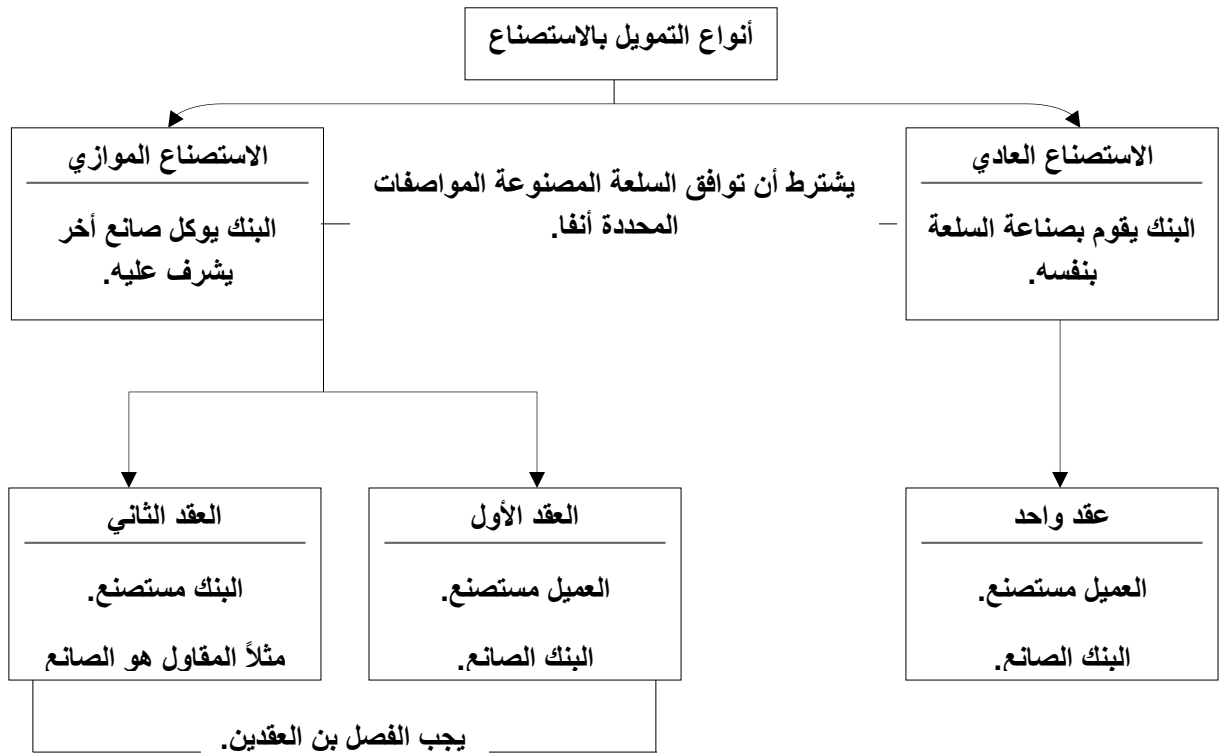 أنواع التمويل بالاستصناع
الاستصناع العادي
البنك يقوم بصناعة السلعة
بنفسه.
يشترط أن توافق السلعة المصنوعة المواصفات
المحددة أنفا.
الاستصناع الموازي
البنك يوكل صانع أخر
يشرف عليه.
عقد واحد
العميل مستصنع.
البنك الصانع.
العقد الأول
العميل مستصنع.
البنك الصانع.
العقد الثاني
البنك مستصنع.
مثلاً المقاول هو الصانع
يجب الفصل بن العقدين.